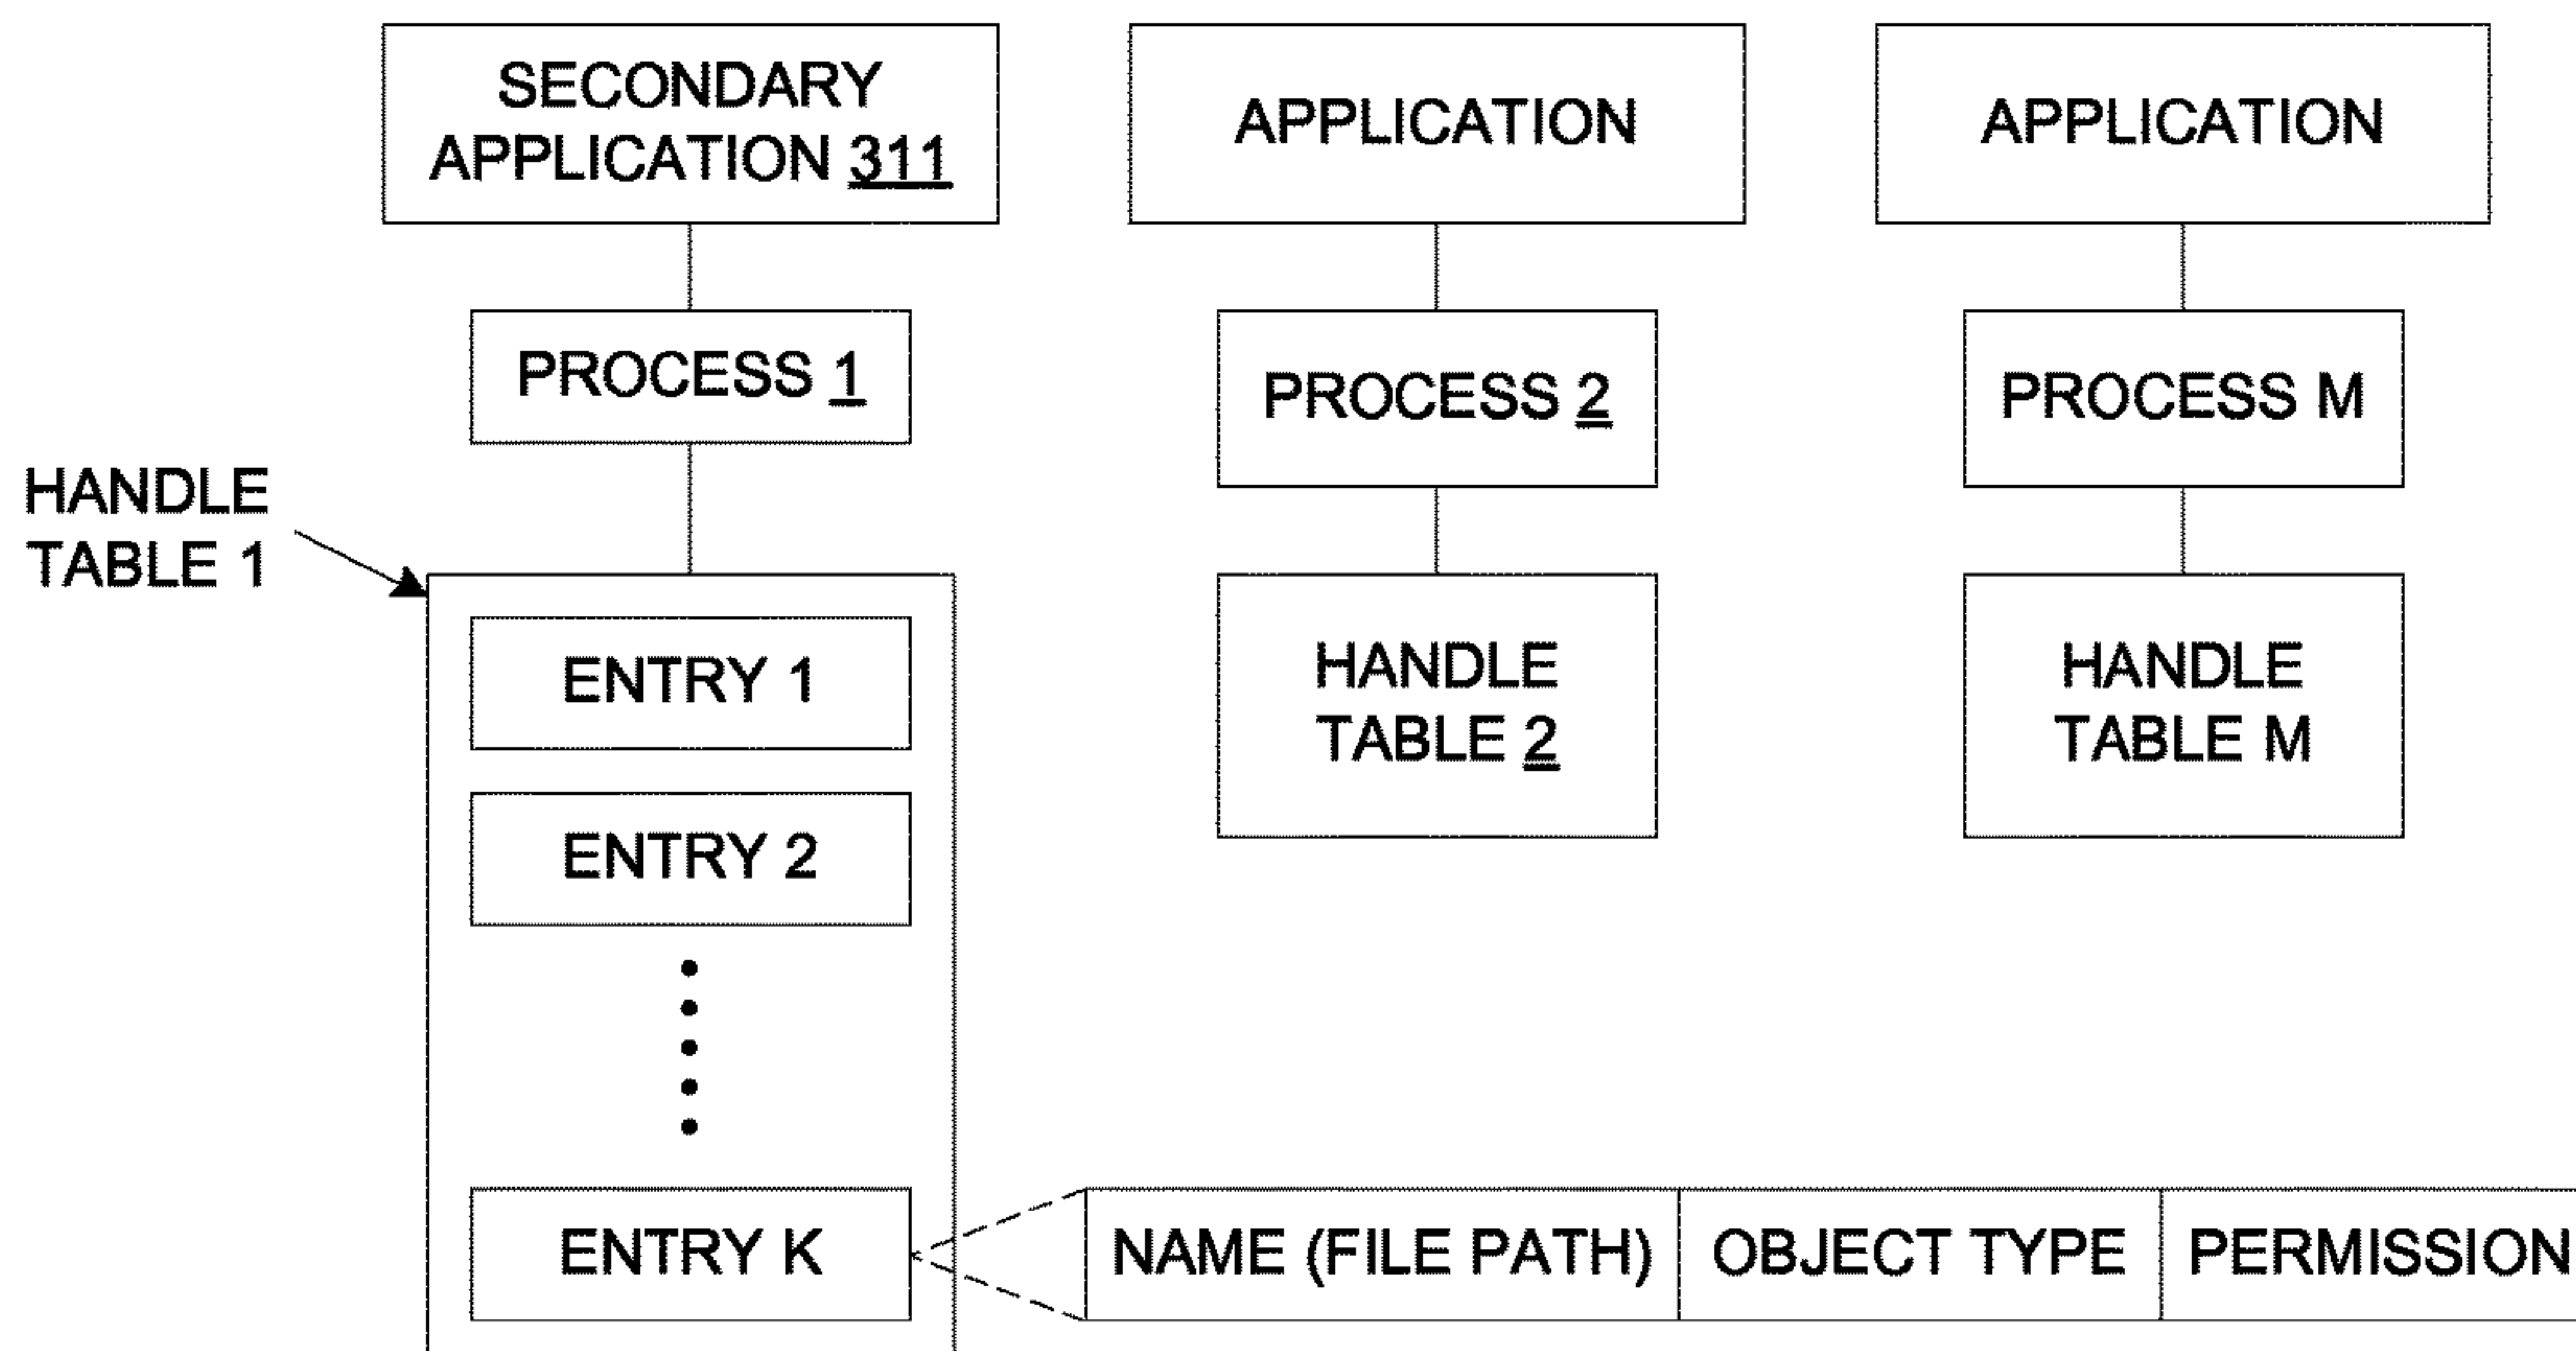 SECONDARY
APPLICATION 311
APPLICATION
APPLICATION
PROCESS 1
PROCESS 2
PROCESS M
HANDLE
TABLE 1
ENTRY 1
ENTRY 2
ENTRY K
HANDLE
TABLE 2
HANDLE
TABLE M
NAME (FILE PATH)
OBJECT TYPE
PERMISSION